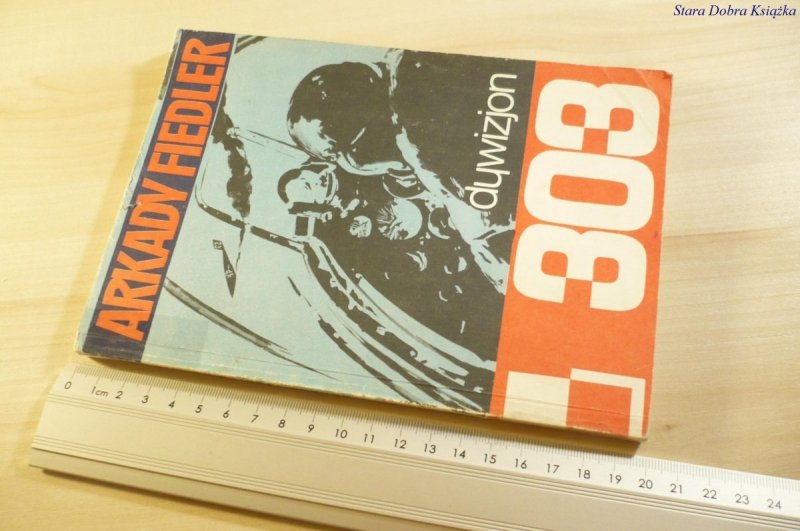 Stara Dobra Książka
ARKADY FIEDLER
dywizjon
303
0 1cm 2 3 4 5 6 7 8 9 10 11 12 13 14 15 16 17 18 19 20 21 22 23 24